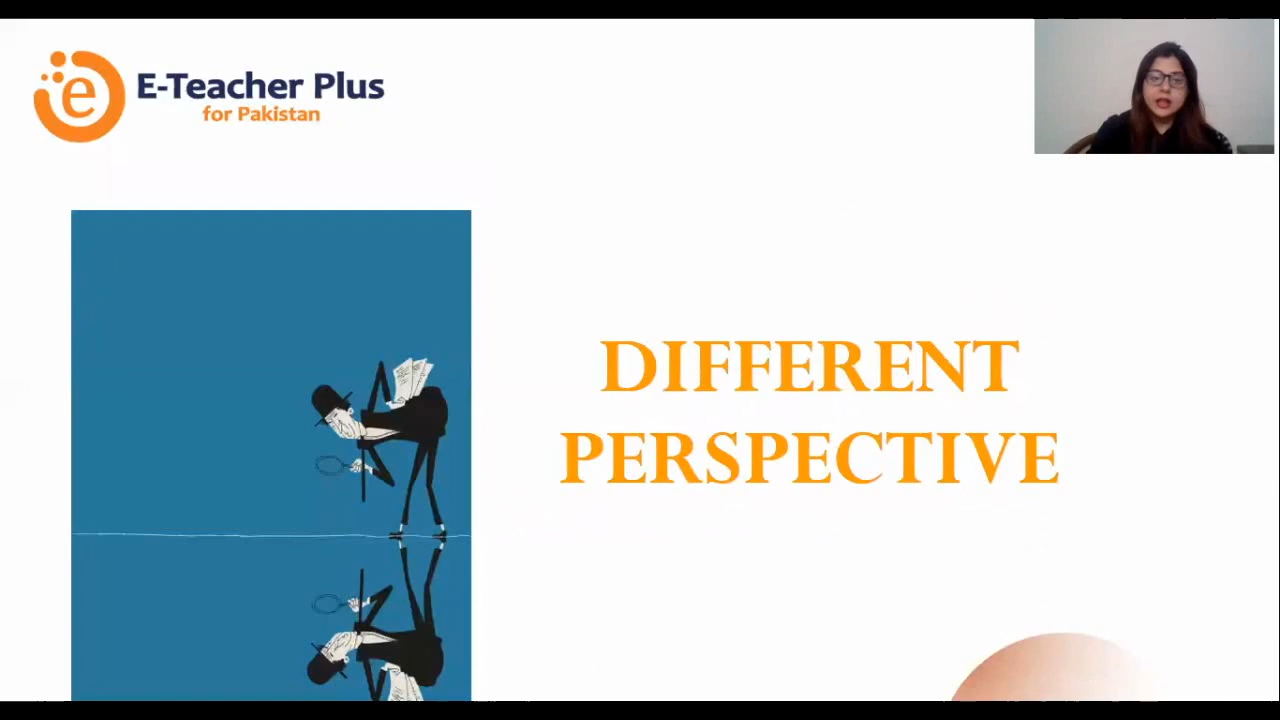 e
E-Teacher Plus
for Pakistan
DIFFERENT
PERSPECTIVE